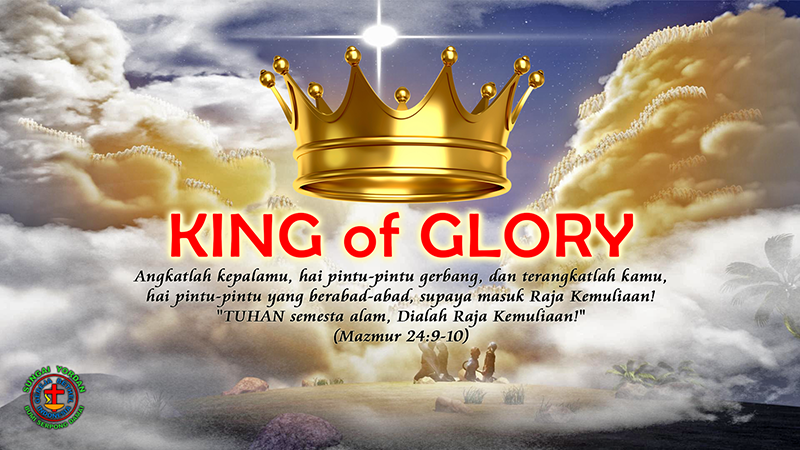 KING of GLORY
Angkatlah kepalamu, hai pintu-pintu gerbang, dan terangkatlah kamu,
hai pintu-pintu yang berabad-abad, supaya masuk Raja Kemuliaan!
"TUHAN semesta alam, Dialah Raja Kemuliaan!"
(Mazmur 24:9-10)
SUNGAI YORDAN